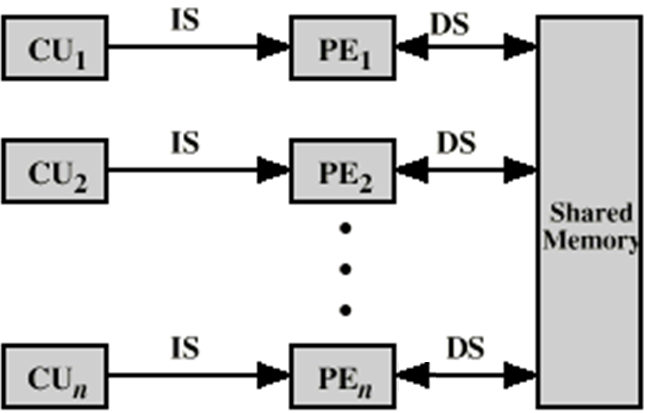 CU1 IS PE1 DS
CU2 IS PE2 DS
Shared
Memory
CUn IS PEn DS